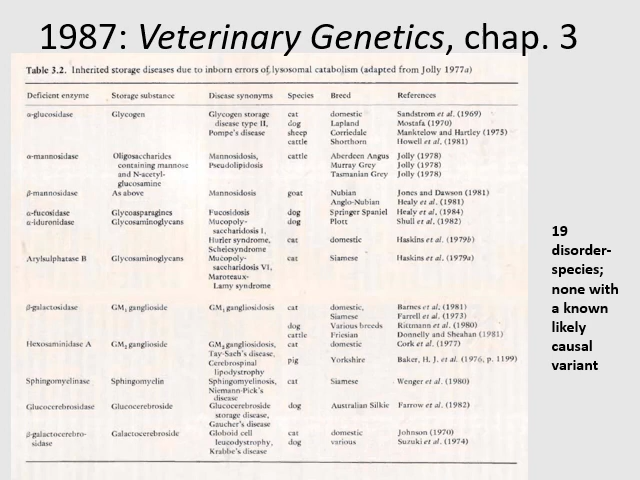 1987: Veterinary Genetics, chap. 3
Table 3.2. Inherited storage diseases due to inborn errors of lysosomal catabolism (adapted from Jolly 1977a)
Deficient enzyme Storage substance Disease synonyms Species Breed References
α-glucosidase Glycogen Glycogen storage cat domestic Sandstrom et al. (1969)
disease type II, dog Lapland Mostafa (1970)
Pompe's disease sheep Corriedale Manktelow and Hartley (1975)
cattle Shorthorn Howell et al. (1981)
α-mannosidase Oligosaccharides Mannosidosis, cattle Aberdeen Angus Jolly (1978)
containing mannose Pseudolipidosis Murray Grey Jolly (1978)
and N-acetyl- Tasmanian Grey Jolly (1978)
glucosamine
β-mannosidase As above Mannosidosis goat Nubian Jones and Dawson (1981)
Anglo-Nubian Healy et al. (1981)
α-fucosidase Glycoasparagines Fucosidosis dog Springer Spaniel Healy et al. (1984)
α-iduronidase Glycosaminoglycans Mucopoly- dog Plott Shull et al. (1982)
saccharidosis I,
Hurler syndrome, cat domestic Haskins et al. (1979b)
Scheiesyndrome
Arylsulphatase B Glycosaminoglycans Mucopoly- cat Siamese Haskins et al. (1979a)
saccharidosis VI,
Maroteaux-
Lamy syndrome
β-galactosidase GM₁ ganglioside GM₁ gangliosidosis cat domestic, Barnes et al. (1981)
Siamese Farrell et al. (1973)
dog Various breeds Rittmann et al. (1980)
cattle Friesian Donnelly and Sheahan (1981)
Hexosaminidase A GM₂ ganglioside GM₂ gangliosidosis, cat domestic Cork et al. (1977)
Tay-Sach's disease,
Cerebrospinal pig Yorkshire Baker, H. J. et al. (1976, p. 1199)
lipodystrophy
Sphingomyelinase Sphingomyelin Sphingomyelinosis, cat Siamese Wenger et al. (1980)
Niemann-Pick's
disease
Glucocerebrosidase Glucocerebroside Glucocerebroside dog Australian Silkie Farrow et al. (1982)
storage disease,
Gaucher's disease
β-galactocerebro- Galactocerebroside Globoid cell cat domestic Johnson (1970)
sidase leucodystrophy, dog various Suzuki et al. (1974)
Krabbe's disease
19
disorder-
species;
none with
a known
likely
causal
variant